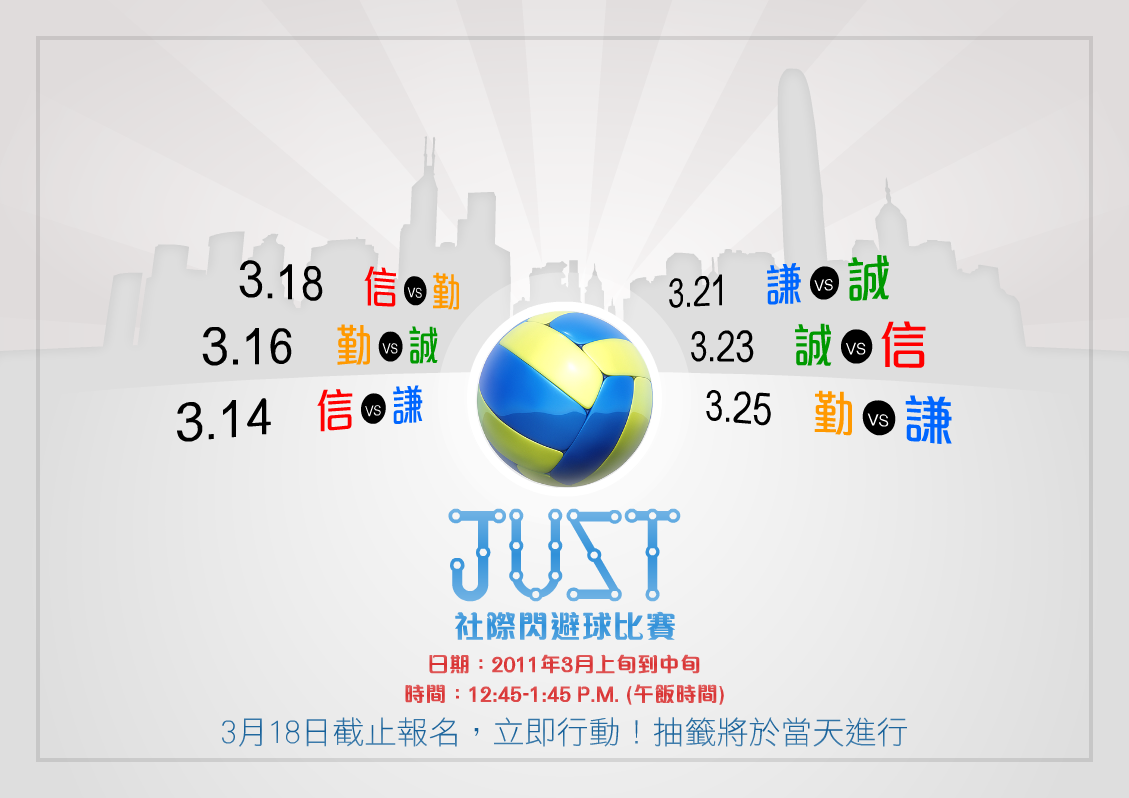 3.18 信 VS 勤
3.16 勤 VS 誠
3.14 信 VS 謙
3.21 謙 VS 誠
3.23 誠 VS 信
3.25 勤 VS 謙
JUST
社際閃避球比賽
日期：2011年3月上旬到中旬
時間：12:45-1:45 P.M. (午飯時間)
3月18日截止報名，立即行動！抽籤將於當天進行